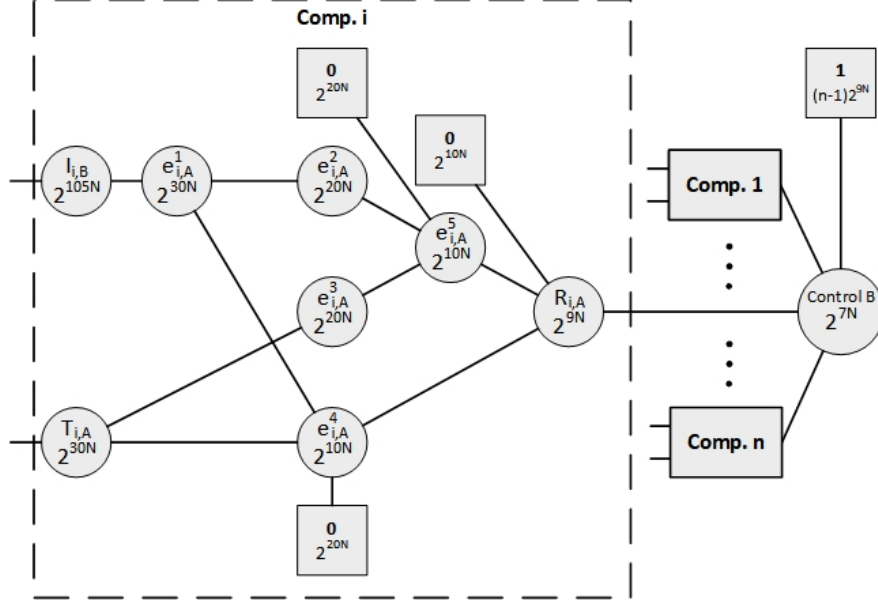 Comp. i
0
2^20N
1
(n-1)2^9N
0
2^10N
I_i,B
2^105N
e^1_i,A
2^30N
e^2_i,A
2^20N
Comp. 1
e^5_i,A
2^10N
e^3_i,A
2^20N
R_i,A
2^9N
Control B
2^7N
T_i,A
2^30N
e^4_i,A
2^10N
Comp. n
0
2^20N